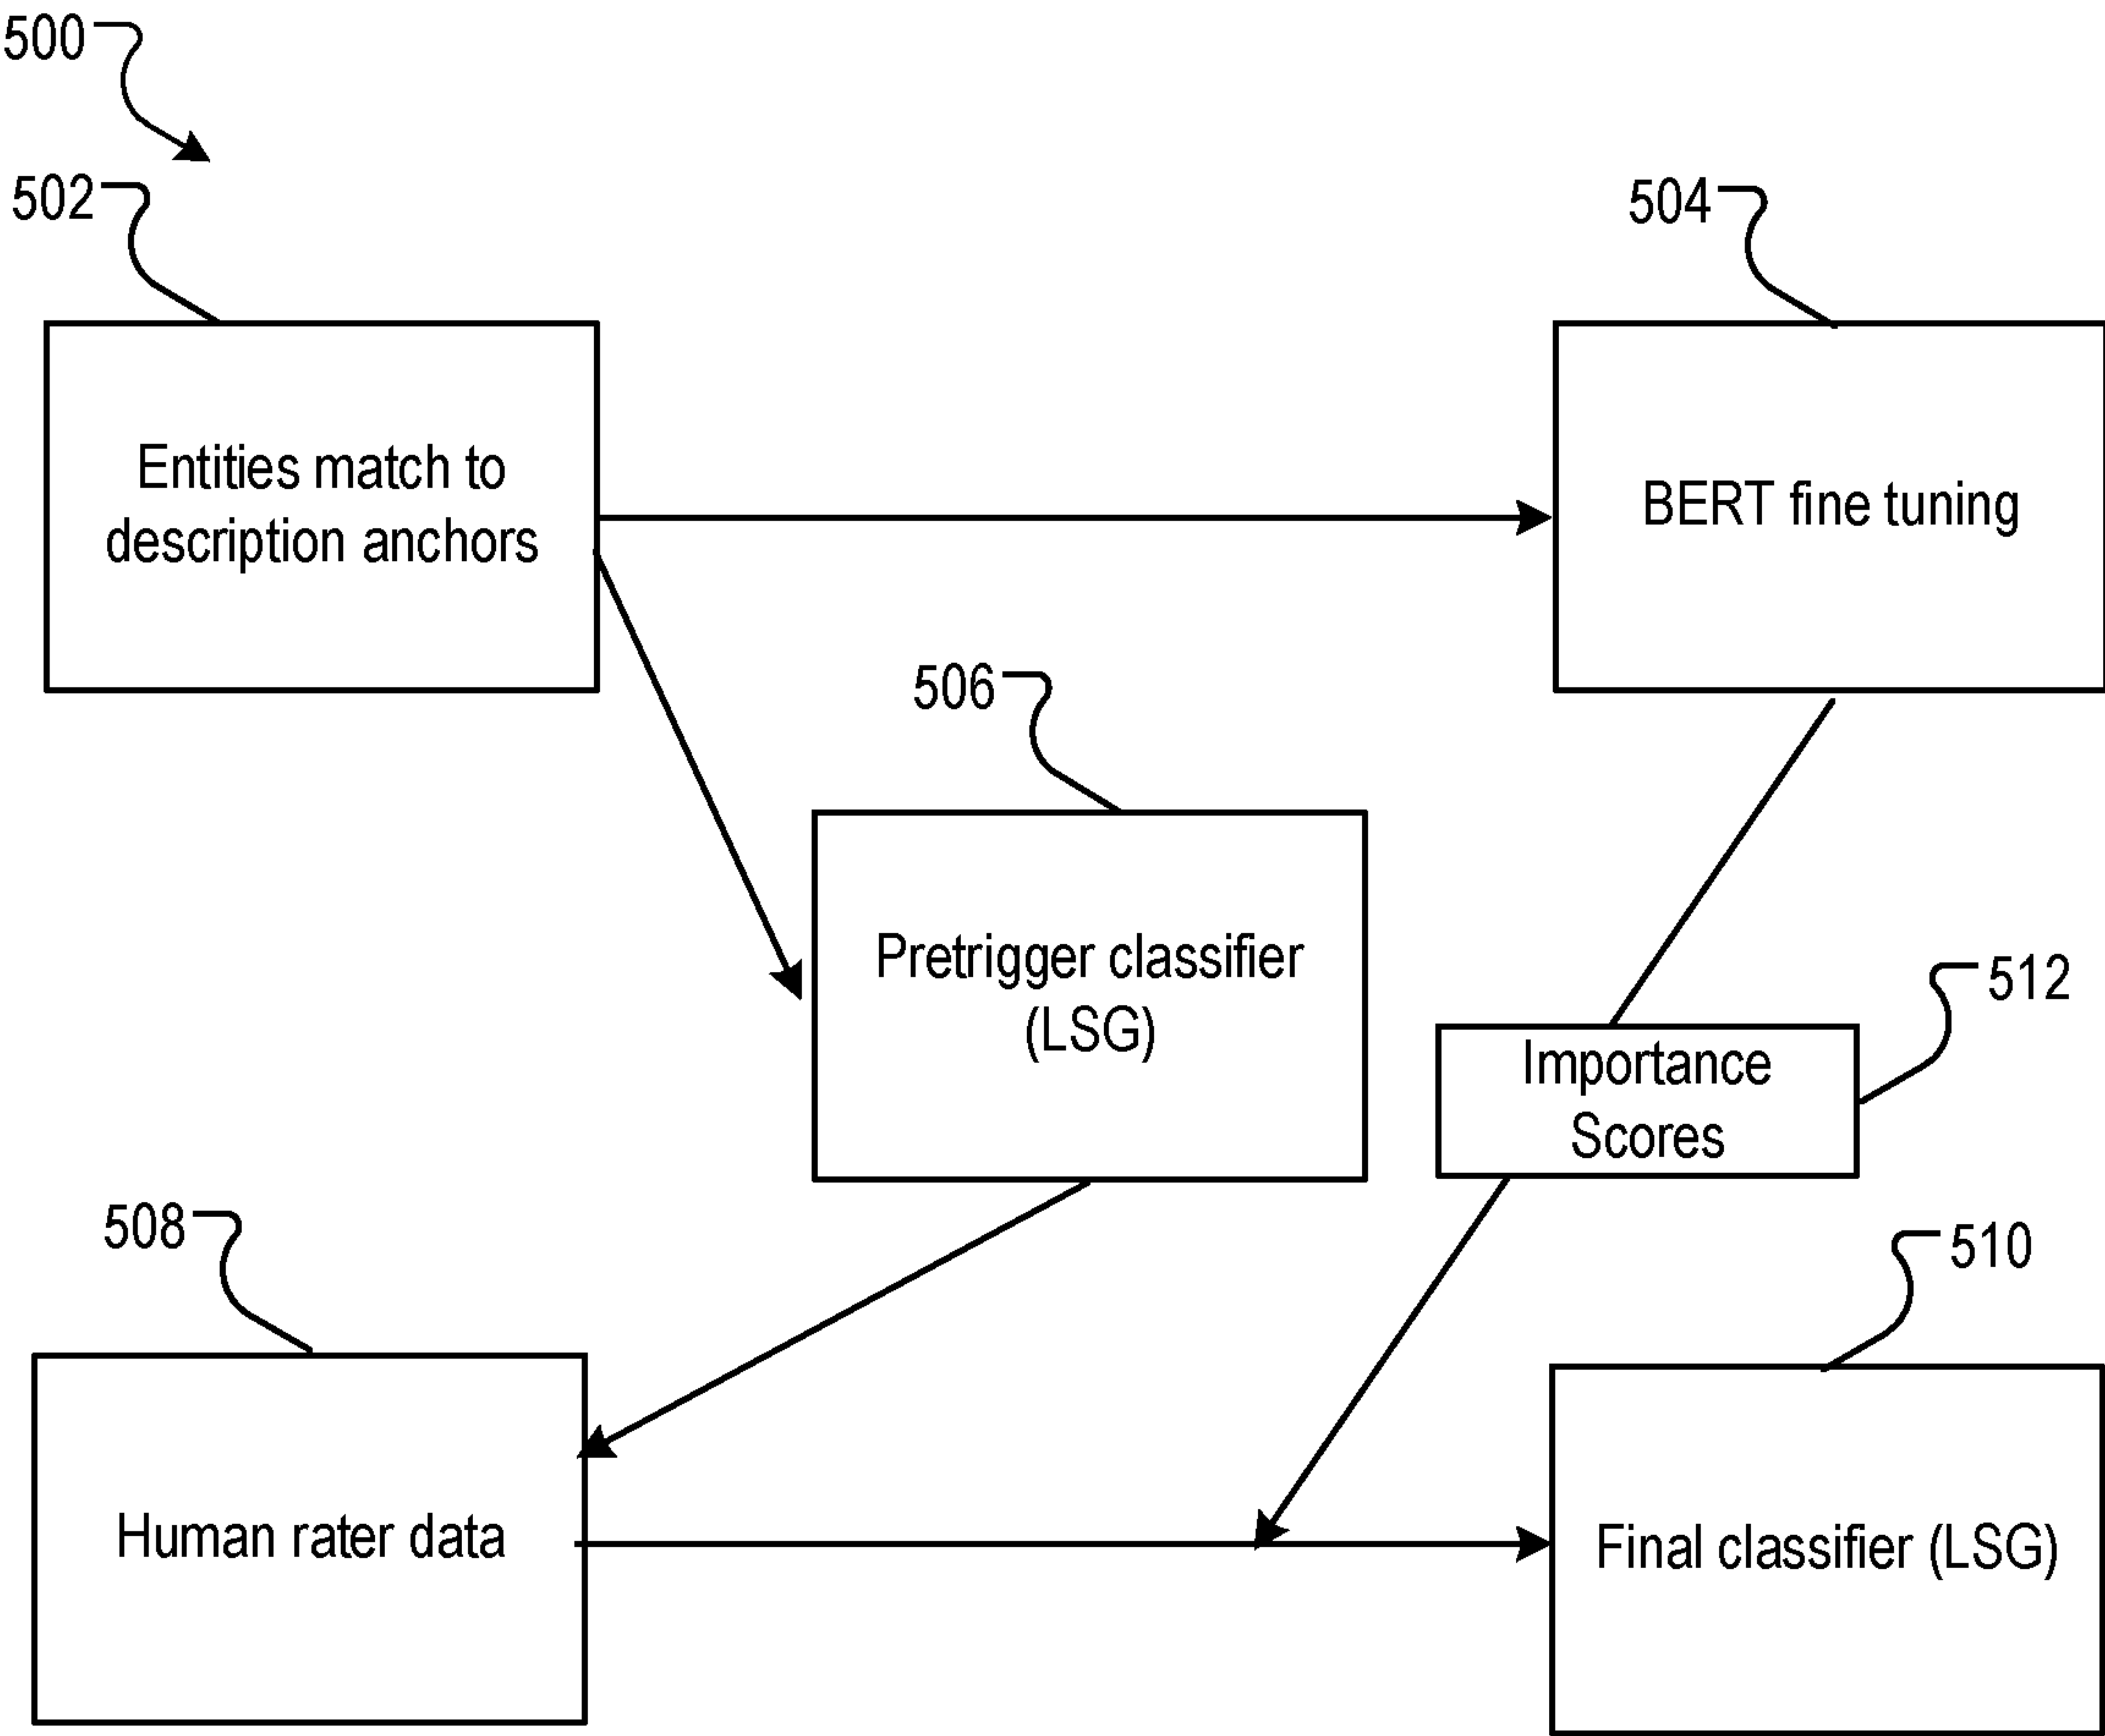 500
502
504
Entities match to
description anchors
BERT fine tuning
506
Pretrigger classifier
(LSG)
512
Importance
Scores
508
510
Human rater data
Final classifier (LSG)